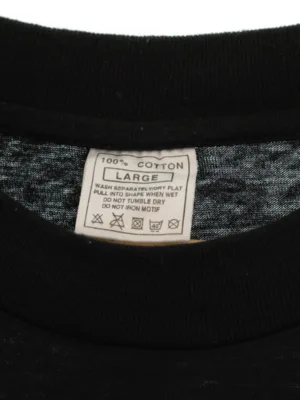 100% COTTON
LARGE
WASH SEPARATELY/DRY FLAT
PULL INTO SHAPE WHEN WET
DO NOT TUMBLE DRY
DO NOT IRON MOTIF